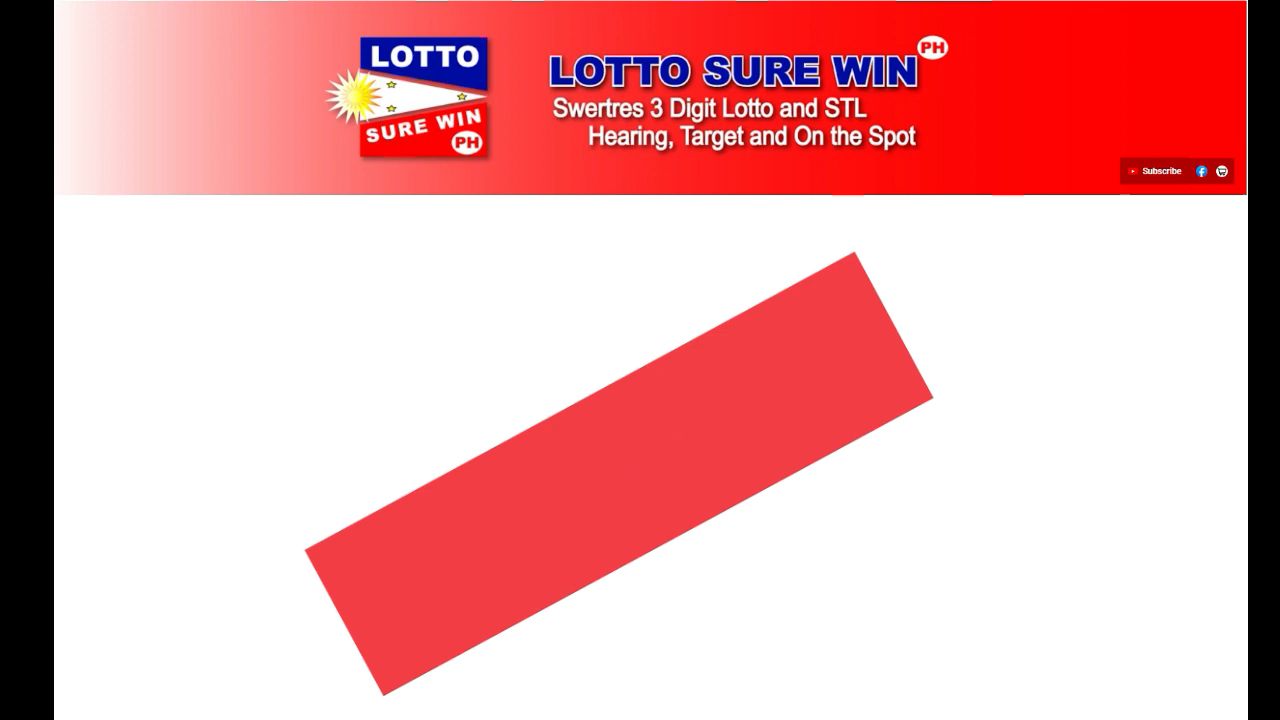 LOTTO
SURE WIN
PH
LOTTO SURE WIN PH
Swertres 3 Digit Lotto and STL
Hearing, Target and On the Spot
Subscribe